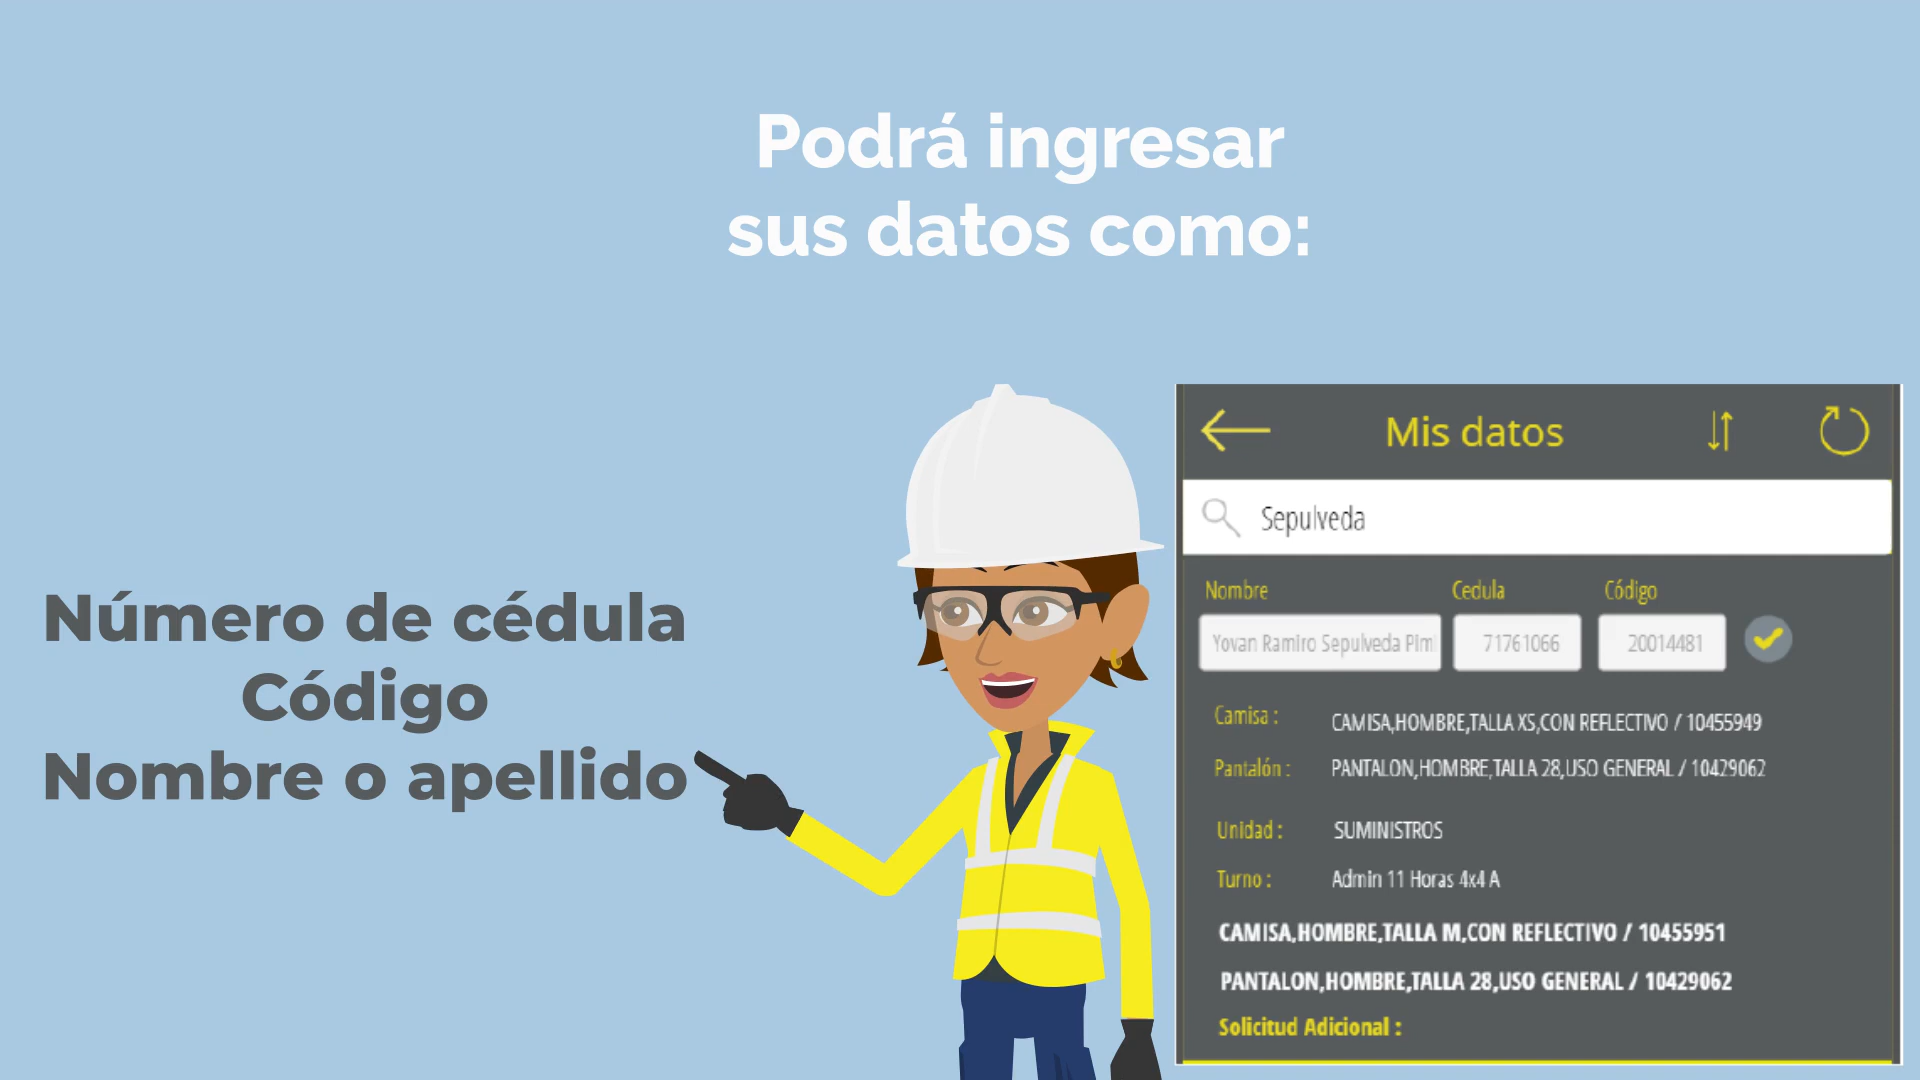 Podrá ingresar
sus datos como:
Número de cédula
Código
Nombre o apellido
Mis datos
Sepulveda
Nombre Cedula Código
Yovan Ramiro Sepulveda 71761066 20014481
Camisa : CAMISA,HOMBRE,TALLA XS,CON REFLECTIVO / 10455949
Pantalón : PANTALON,HOMBRE,TALLA 28,USO GENERAL / 10429062
Unidad : SUMINISTROS
Turno : Admin 11 Horas 4x4 A
CAMISA,HOMBRE,TALLA M,CON REFLECTIVO / 10455951
PANTALON,HOMBRE,TALLA 28,USO GENERAL / 10429062
Solicitud Adicional :